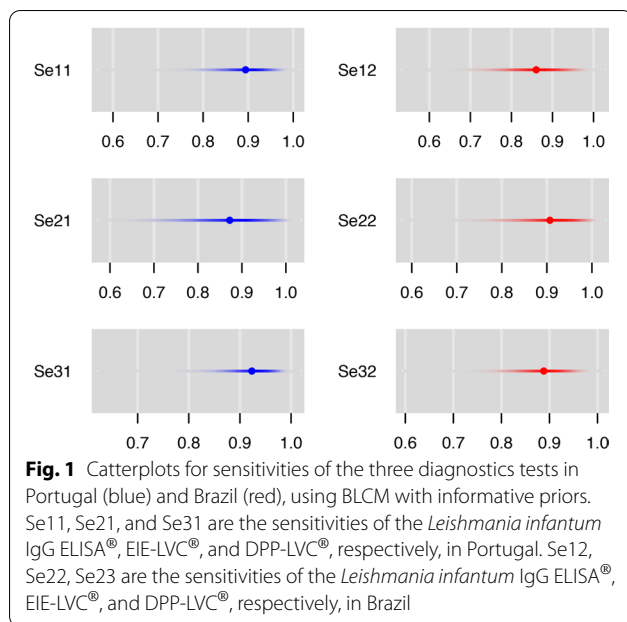 Se11
0.6 0.7 0.8 0.9 1.0
Se12
0.6 0.7 0.8 0.9 1.0
Se21
0.6 0.7 0.8 0.9 1.0
Se22
0.6 0.7 0.8 0.9 1.0
Se31
0.7 0.8 0.9 1.0
Se32
0.6 0.7 0.8 0.9 1.0
Fig. 1 Catterplots for sensitivities of the three diagnostics tests in
Portugal (blue) and Brazil (red), using BLCM with informative priors.
Se11, Se21, and Se31 are the sensitivities of the Leishmania infantum
IgG ELISA®, EIE-LVC®, and DPP-LVC®, respectively, in Portugal. Se12,
Se22, Se23 are the sensitivities of the Leishmania infantum IgG ELISA®,
EIE-LVC®, and DPP-LVC®, respectively, in Brazil